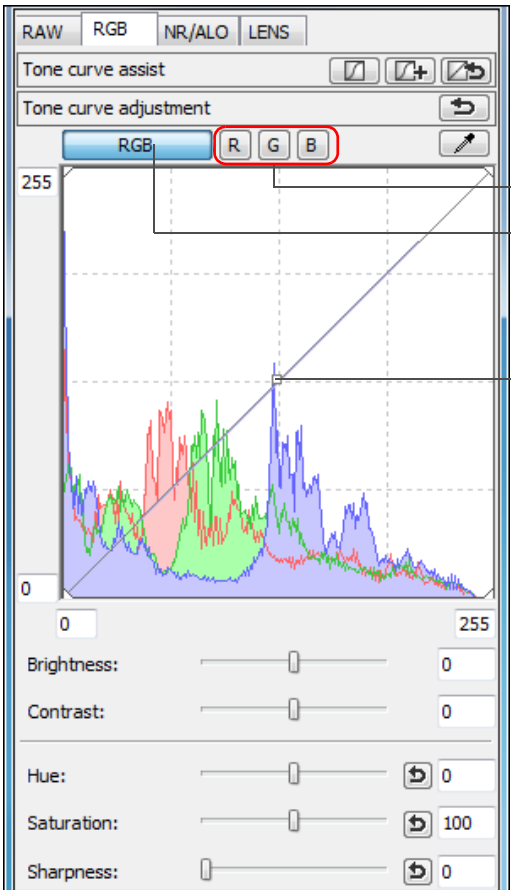 RAW RGB NR/ALO LENS
Tone curve assist
Tone curve adjustment
RGB R G B
255
0
0 255
Brightness: 0
Contrast: 0
Hue: 0
Saturation: 100
Sharpness: 0